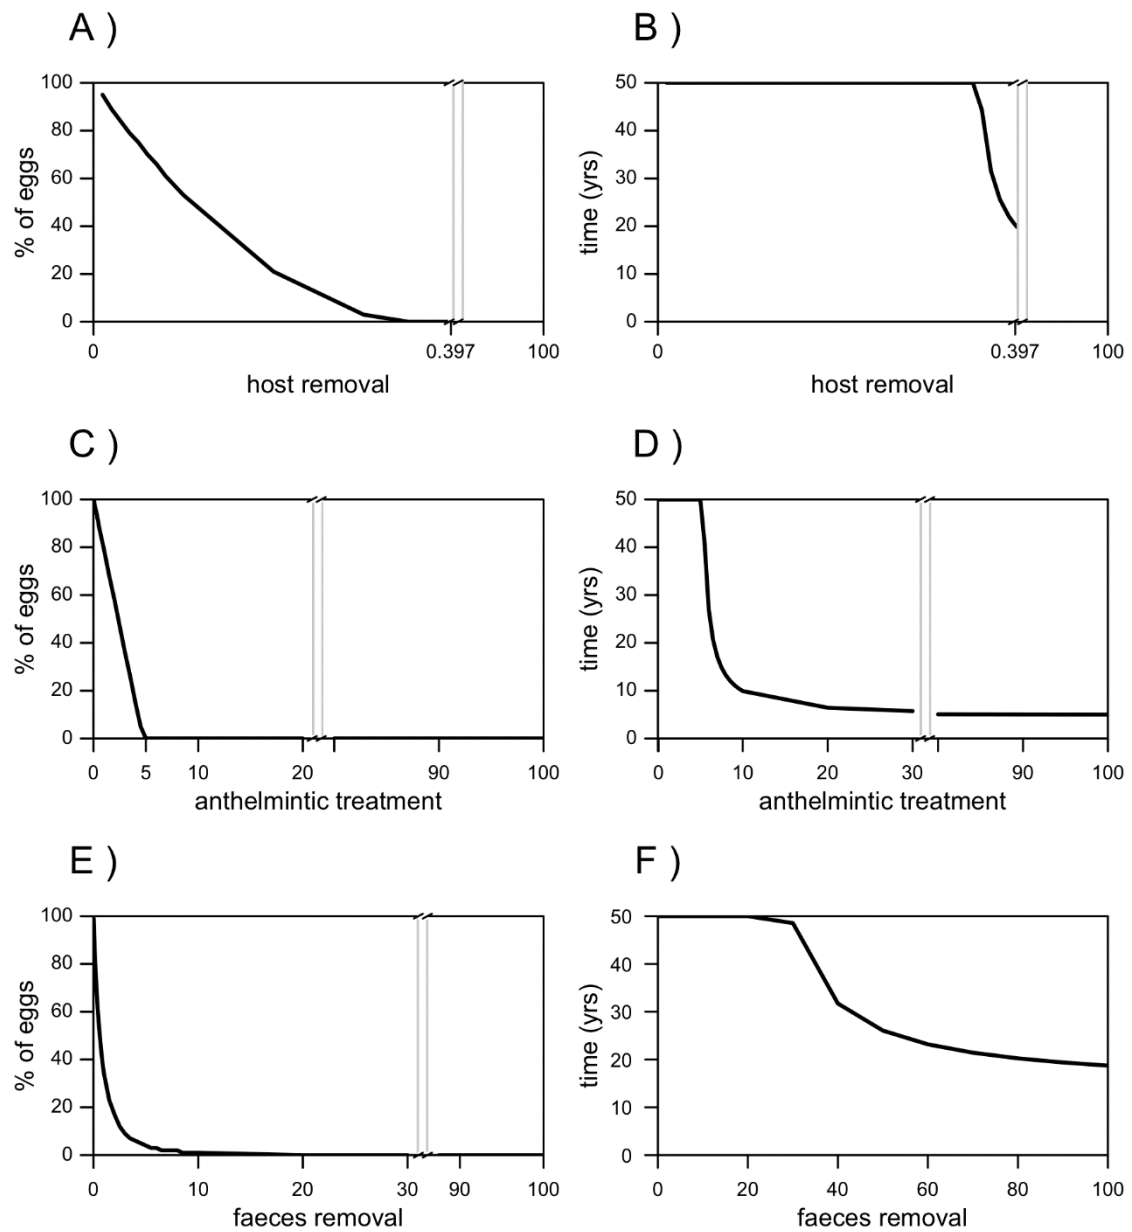 A )
B )
100
80
60
40
20
0
% of eggs
0
0.397
100
host removal
50
40
30
20
10
0
time (yrs)
0
0.397
100
host removal
C )
D )
100
80
60
40
20
0
% of eggs
0 5 10 20 90 100
anthelmintic treatment
50
40
30
20
10
0
time (yrs)
0 10 20 30 90 100
anthelmintic treatment
E )
F )
100
80
60
40
20
0
% of eggs
0 10 20 30 90 100
faeces removal
50
40
30
20
10
0
time (yrs)
0 20 40 60 80 100
faeces removal